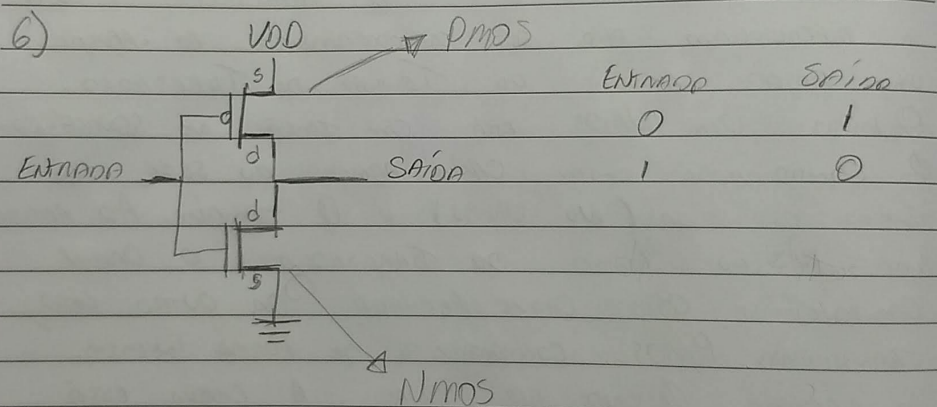 6)
VDD
PMOS
s
ENTRADA SAÍDA
0 1
d
ENTRADA
SAÍDA
1 0
d
s
NMOS